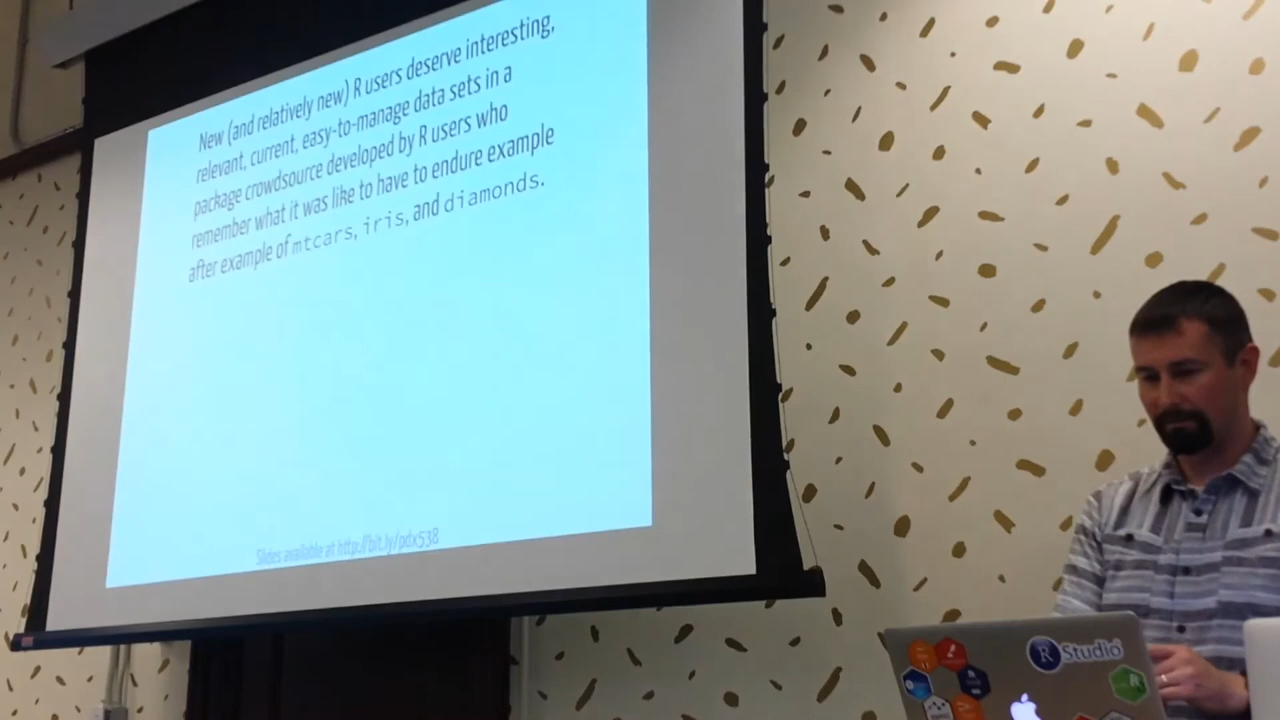 New (and relatively new) R users deserve interesting,
relevant, current, easy-to-manage data sets in a
package crowdsource developed by R users who
remember what it was like to have to endure example
after example of mtcars, iris, and diamonds.
Slides available at http://bit.ly/pdx538
R Studio
R